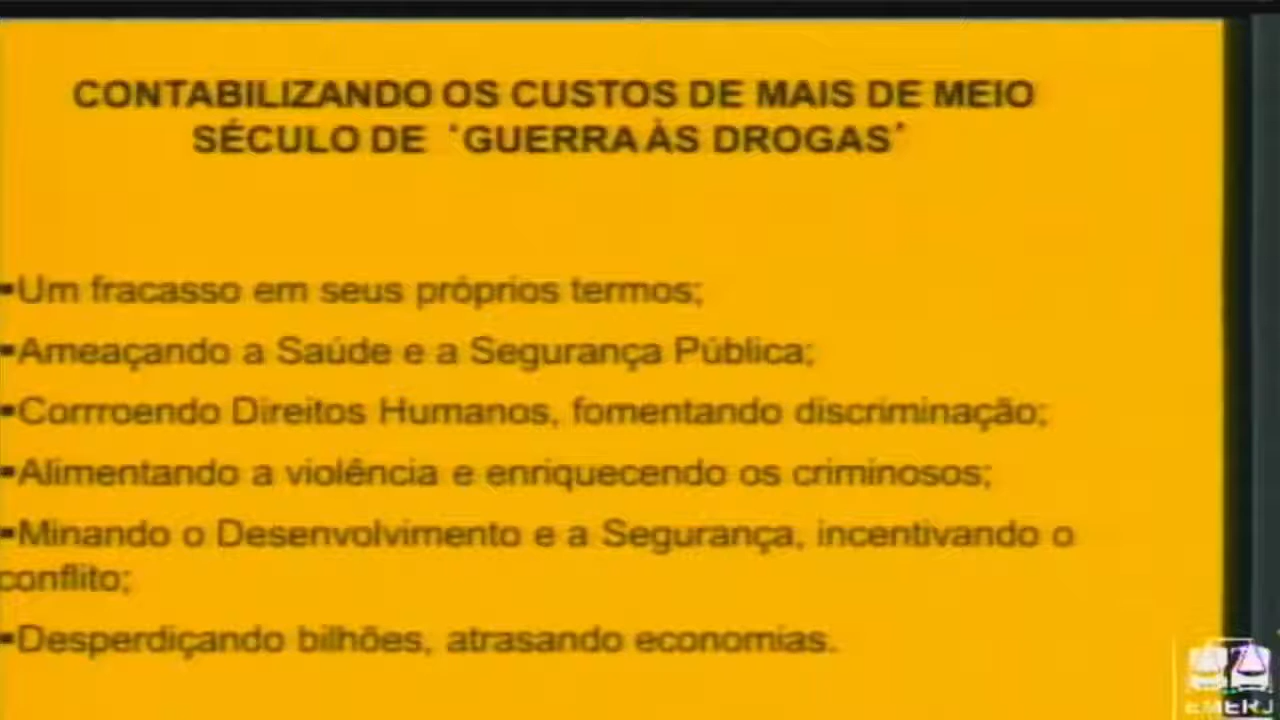 CONTABILIZANDO OS CUSTOS DE MAIS DE MEIO
SÉCULO DE "GUERRA ÀS DROGAS"
▪Um fracasso em seus próprios termos;
▪Ameaçando a Saúde e a Segurança Pública;
▪Corrroendo Direitos Humanos, fomentando discriminação;
▪Alimentando a violência e enriquecendo os criminosos;
▪Minando o Desenvolvimento e a Segurança, incentivando o
conflito;
▪Desperdiçando bilhões, atrasando economias.
EMERJ